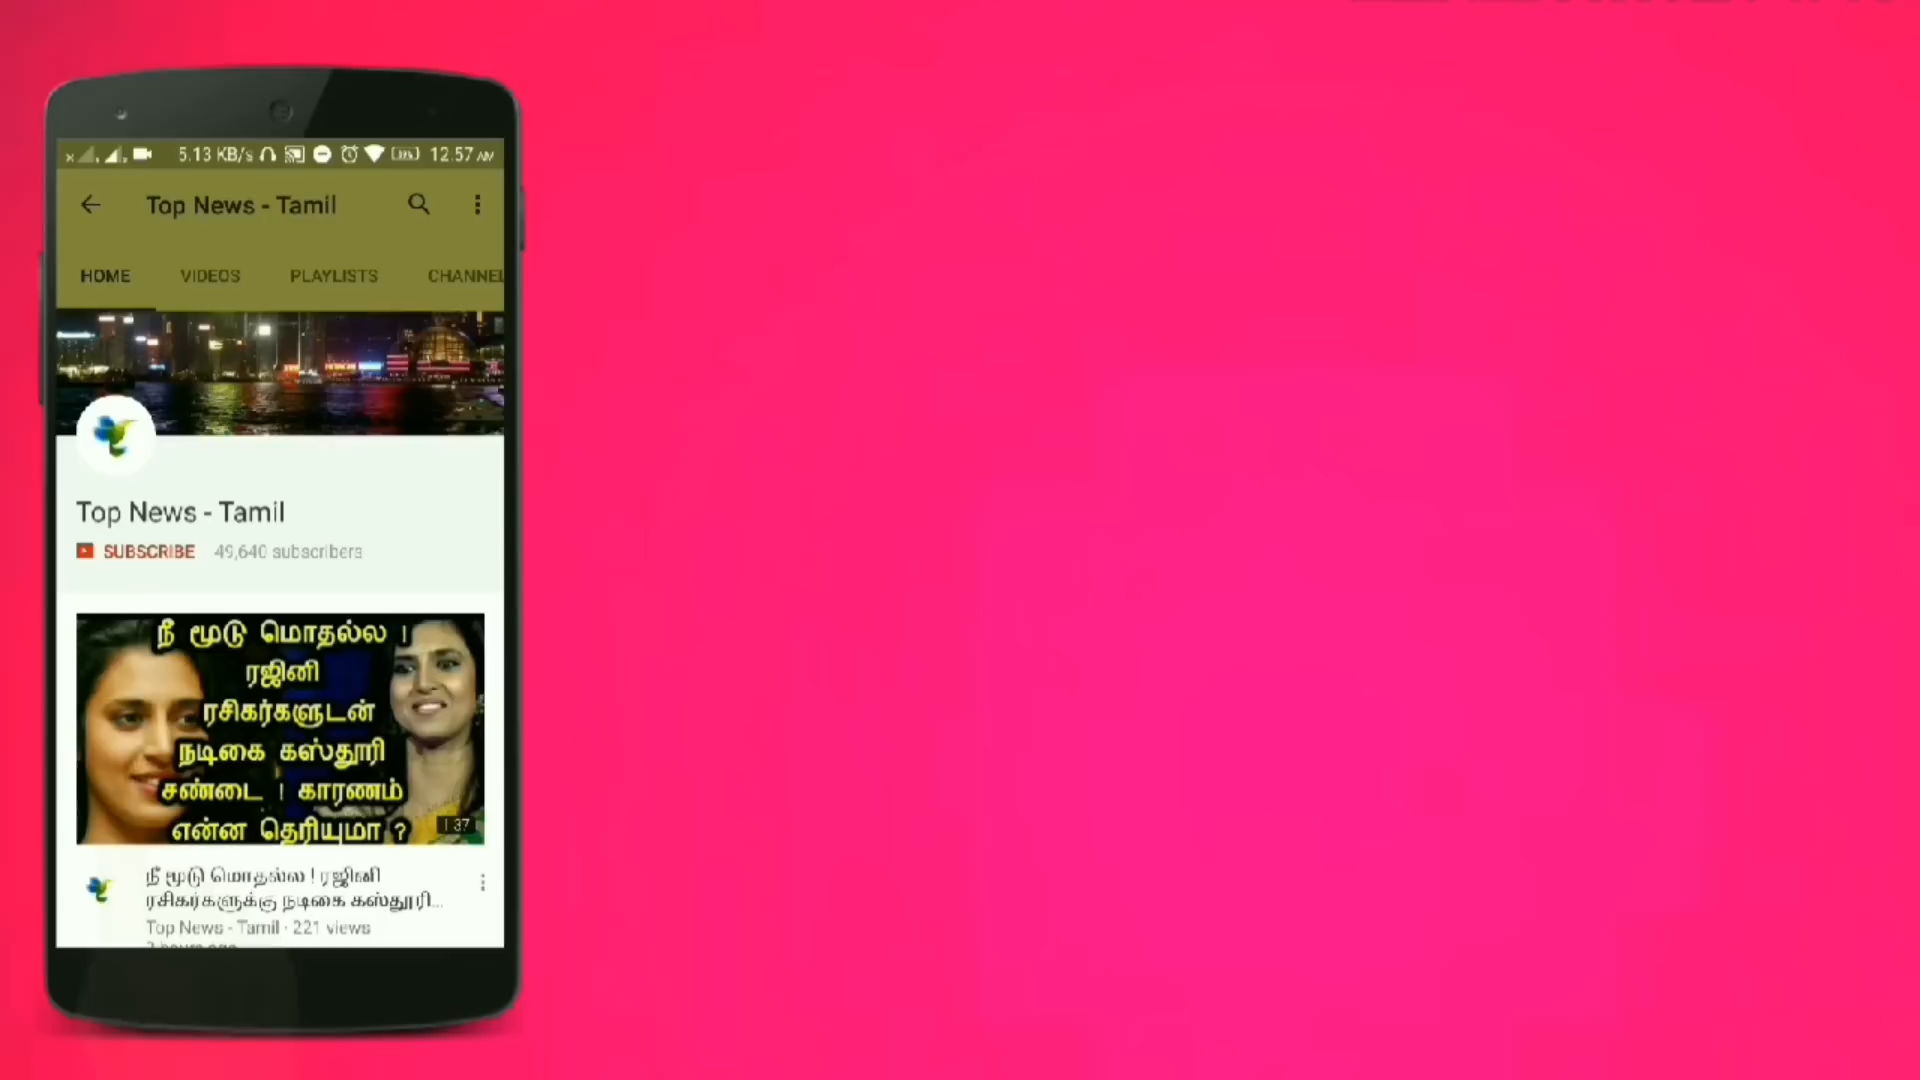 5.13 KB/s 12.57 AM
Top News - Tamil
HOME VIDEOS PLAYLISTS CHANNEL
Top News - Tamil
SUBSCRIBE 49,640 subscribers
நீ மூடு மொதல்ல !
ரஜினி
ரசிகர்களுடன்
நடிகை கஸ்தூரி
சண்டை ! காரணம்
என்ன தெரியுமா ?
1:37
நீ மூடு மொதல்ல ! ரஜினி
ரசிகர்களுக்கு நடிகை கஸ்தூரி...
Top News - Tamil · 221 views